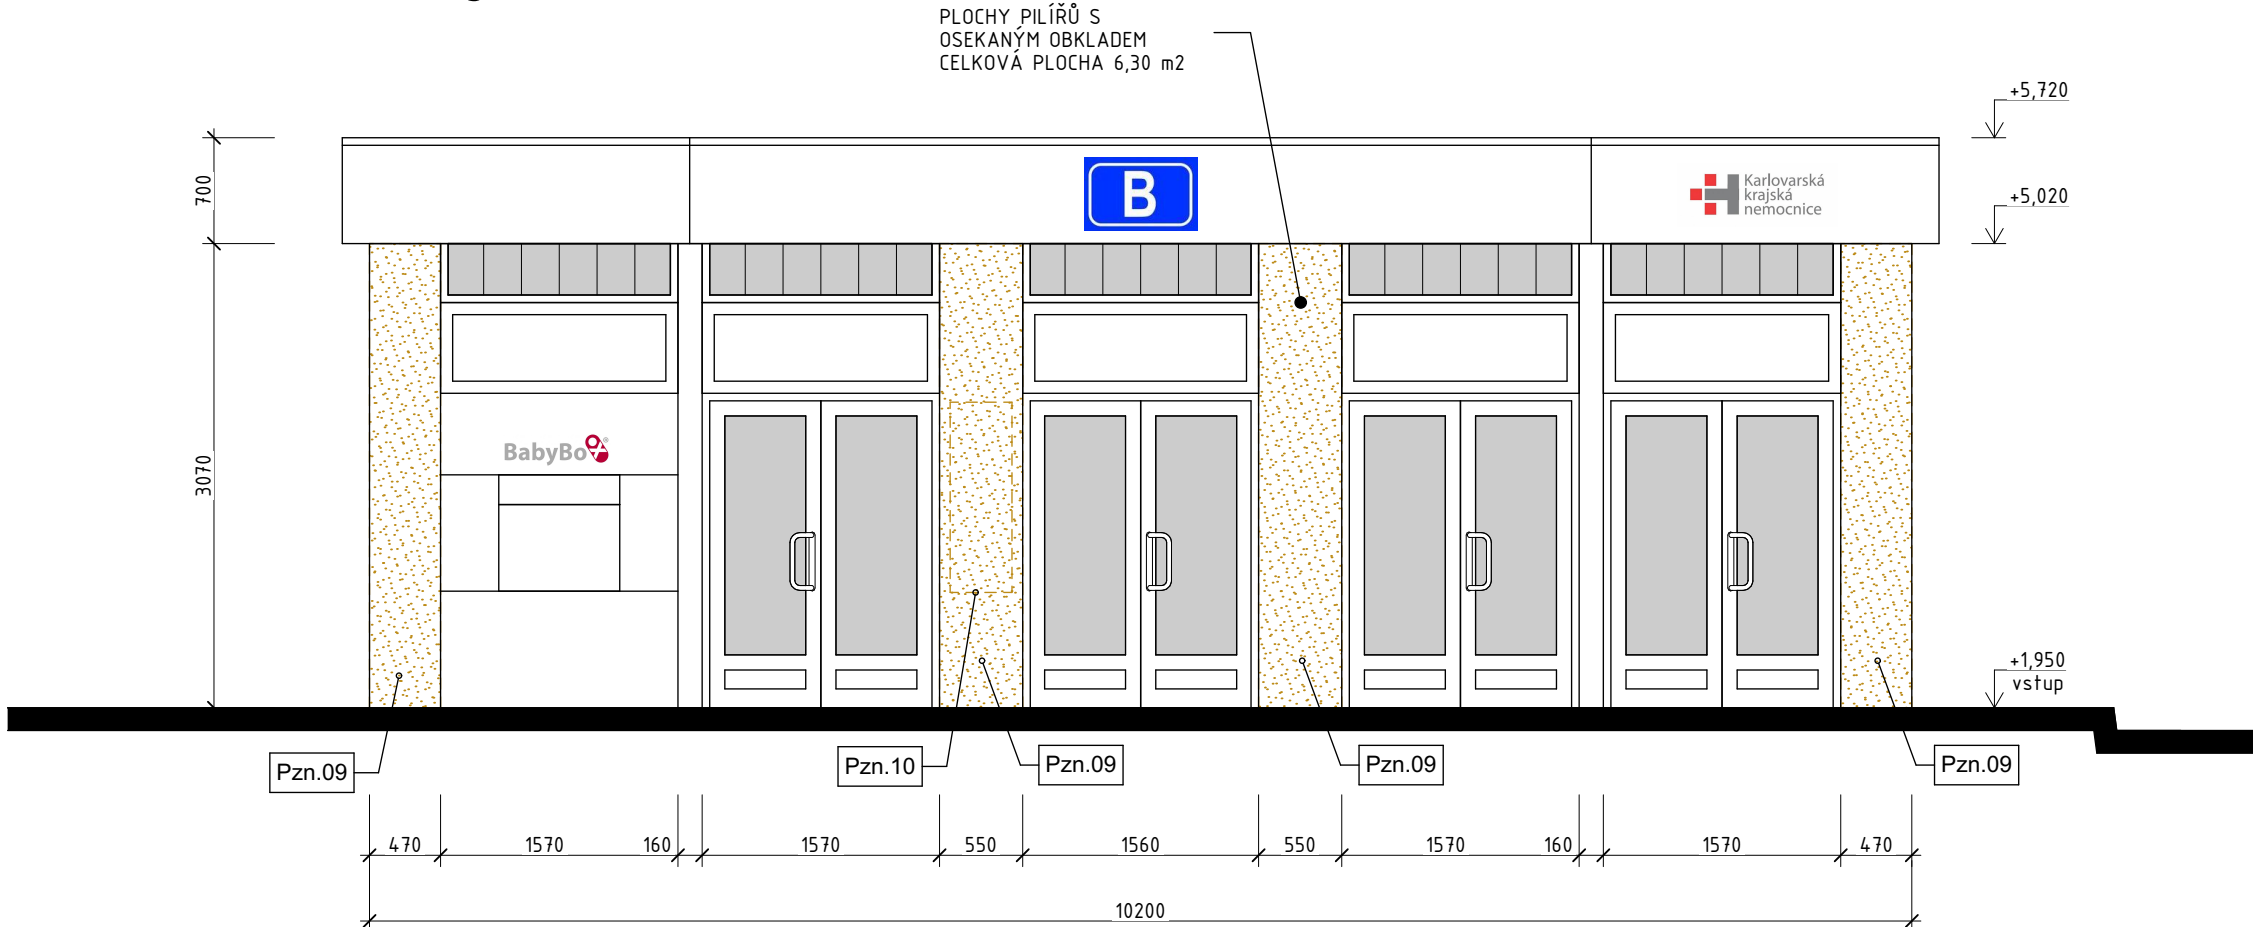 PLOCHY PILÍŘŮ S
OSEKANÝM OBKLADEM
CELKOVÁ PLOCHA 6,30 m2
+5,720
700
B
Karlovarská
krajská
nemocnice
+5,020
3070
BabyBox®
+1,950
vstup
Pzn.09
Pzn.10
Pzn.09
Pzn.09
Pzn.09
470 1570 160 1570 550 1560 550 1570 160 1570 470
10200